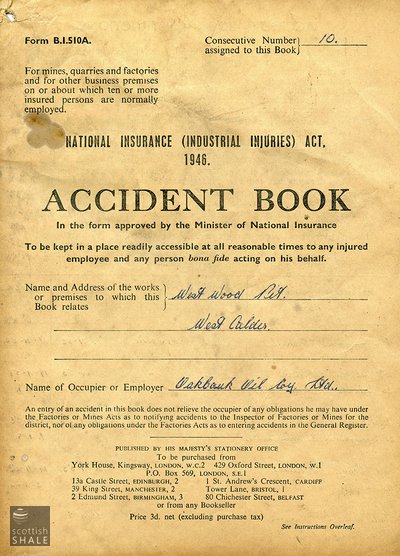 Form B.I.510A.
Consecutive Number 10.
assigned to this Book
For mines, quarries and factories
and for other business premises
on or about which ten or more
insured persons are normally
employed.
NATIONAL INSURANCE (INDUSTRIAL INJURIES) ACT,
1946.
ACCIDENT BOOK
In the form approved by the Minister of National Insurance
To be kept in a place readily accessible at all reasonable times to any injured
employee and any person bona fide acting on his behalf.
Name and Address of the works
or premises to which this
Book relates
West Wood Pit.
West Calder.
Name of Occupier or Employer Oakbank Oil Coy. Ltd.
An entry of an accident in this book does not relieve the occupier of any obligations he may have under
the Factories or Mines Acts as to notifying accidents to the Inspector of Factories or Mines for the
district, nor of any obligations under the Factories Acts as to entering accidents in the General Register.
PUBLISHED BY HIS MAJESTY'S STATIONERY OFFICE
To be purchased from
York House, Kingsway, LONDON, W.C.2 429 Oxford Street, LONDON, W.1
P.O. Box 569, LONDON, S.E.1
13a Castle Street, EDINBURGH, 2 1 St. Andrew's Crescent, CARDIFF
39 King Street, MANCHESTER, 2 Tower Lane, BRISTOL, 1
2 Edmund Street, BIRMINGHAM, 3 80 Chichester Street, BELFAST
or from any Bookseller
Price 3d. net (excluding purchase tax)
See Instructions Overleaf.
scottish
SHALE